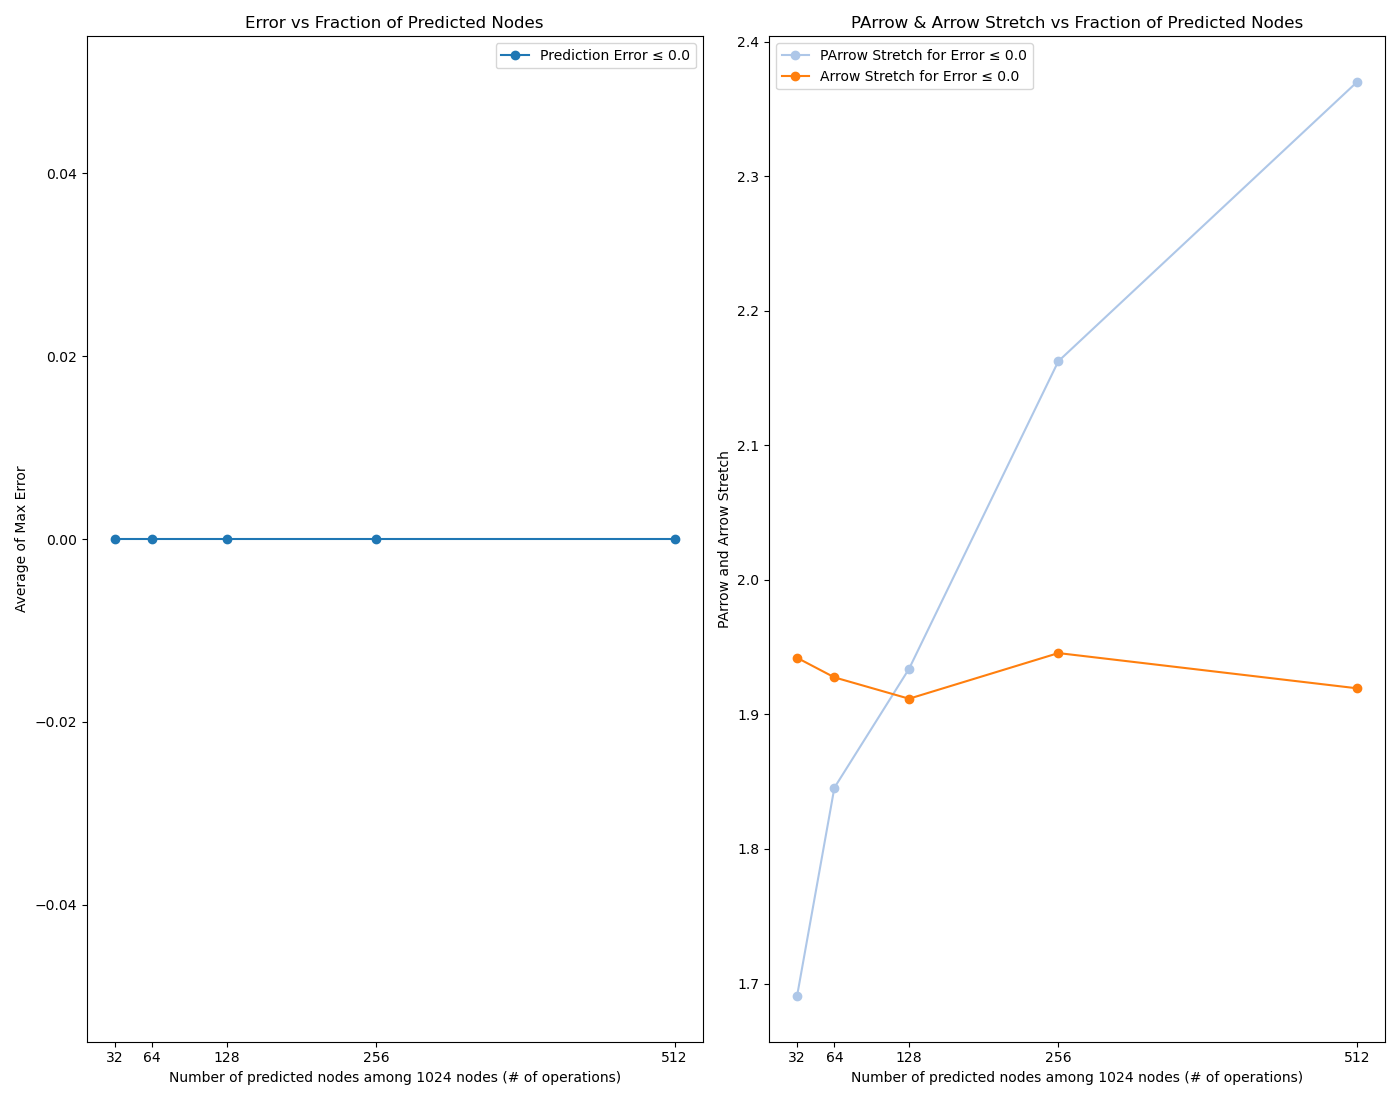 Error vs Fraction of Predicted Nodes
Prediction Error ≤ 0.0
Average of Max Error
0.04
0.02
0.00
−0.02
−0.04
32 64 128 256 512
Number of predicted nodes among 1024 nodes (# of operations)
PArrow & Arrow Stretch vs Fraction of Predicted Nodes
PArrow Stretch for Error ≤ 0.0
Arrow Stretch for Error ≤ 0.0
PArrow and Arrow Stretch
2.4
2.3
2.2
2.1
2.0
1.9
1.8
1.7
32 64 128 256 512
Number of predicted nodes among 1024 nodes (# of operations)